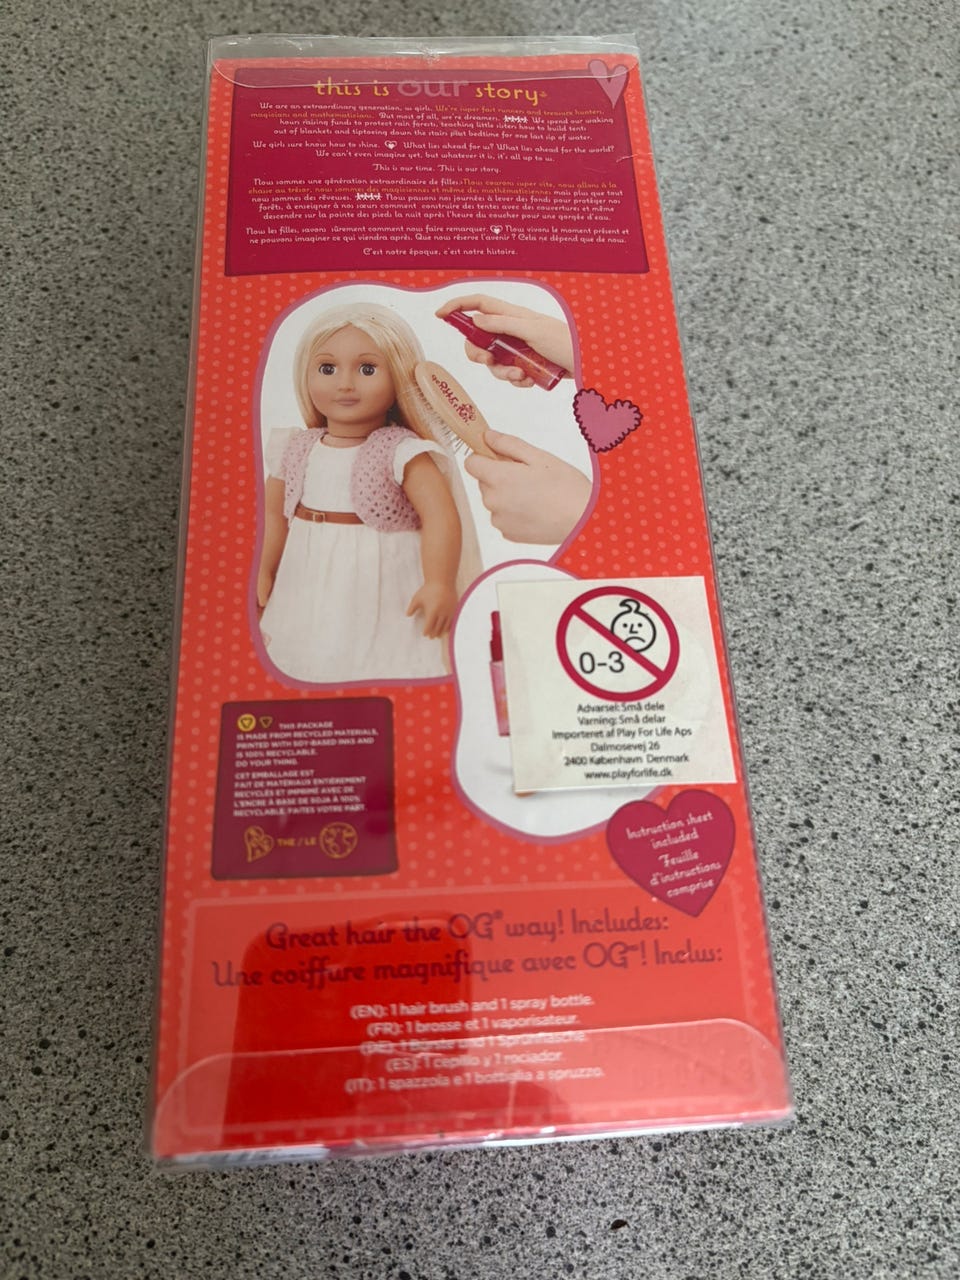 this is our story
We are an extraordinary generation, us girls. We're super fast runners and treasure hunters,
magicians and mathematicians. But most of all, we're dreamers. We spend our waking
hours raising funds to protect rain forests, teaching little sisters how to build tents
out of blankets and tiptoeing down the stairs past bedtime for one last sip of water.
We girls sure know how to shine. What lies ahead for us? What lies ahead for the world?
We can't even imagine yet, but whatever it is, it's all up to us.
This is our time. This is our story.
Nous sommes une génération extraordinaire de filles. Nous courons super vite, nous allons à la
chasse au trésor, nous sommes des magiciennes et même des mathématiciennes mais plus que tout
nous sommes des rêveuses. Nous passons nos journées à lever des fonds pour protéger nos
forêts, à enseigner à nos sœurs comment construire des tentes avec des couvertures et même
descendre sur la pointe des pieds la nuit après l'heure du coucher pour une gorgée d'eau.
Nous les filles, savons sûrement comment nous faire remarquer. Nous vivons le moment présent et
ne pouvons imaginer ce qui viendra après. Que nous réserve l'avenir ? Cela ne dépend que de nous.
C'est notre époque, c'est notre histoire.
our generation
0-3
Advarsel: Små dele
Varning: Små delar
Importeret af Play For Life Aps
Dalmosevej 26
2400 København Denmark
www.playforlife.dk
THIS PACKAGE
IS MADE FROM RECYCLED MATERIALS,
PRINTED WITH SOY-BASED INKS AND
IS 100% RECYCLABLE.
DO YOUR THING.
CET EMBALLAGE EST
FAIT DE MATÉRIAUX ENTIÈREMENT
RECYCLÉS ET IMPRIMÉ AVEC DE
L'ENCRE À BASE DE SOJA À 100%
RECYCLABLE. FAITES VOTRE PART.
THE / LE
Instruction sheet
included
Feuille
d'instructions
comprise
Great hair the OG® way! Includes:
Une coiffure magnifique avec OG™! Inclus:
(EN): 1 hair brush and 1 spray bottle.
(FR): 1 brosse et 1 vaporisateur.
(DE): 1 Bürste und 1 Sprühflasche.
(ES): 1 cepillo y 1 rociador.
(IT): 1 spazzola e 1 bottiglia a spruzzo.